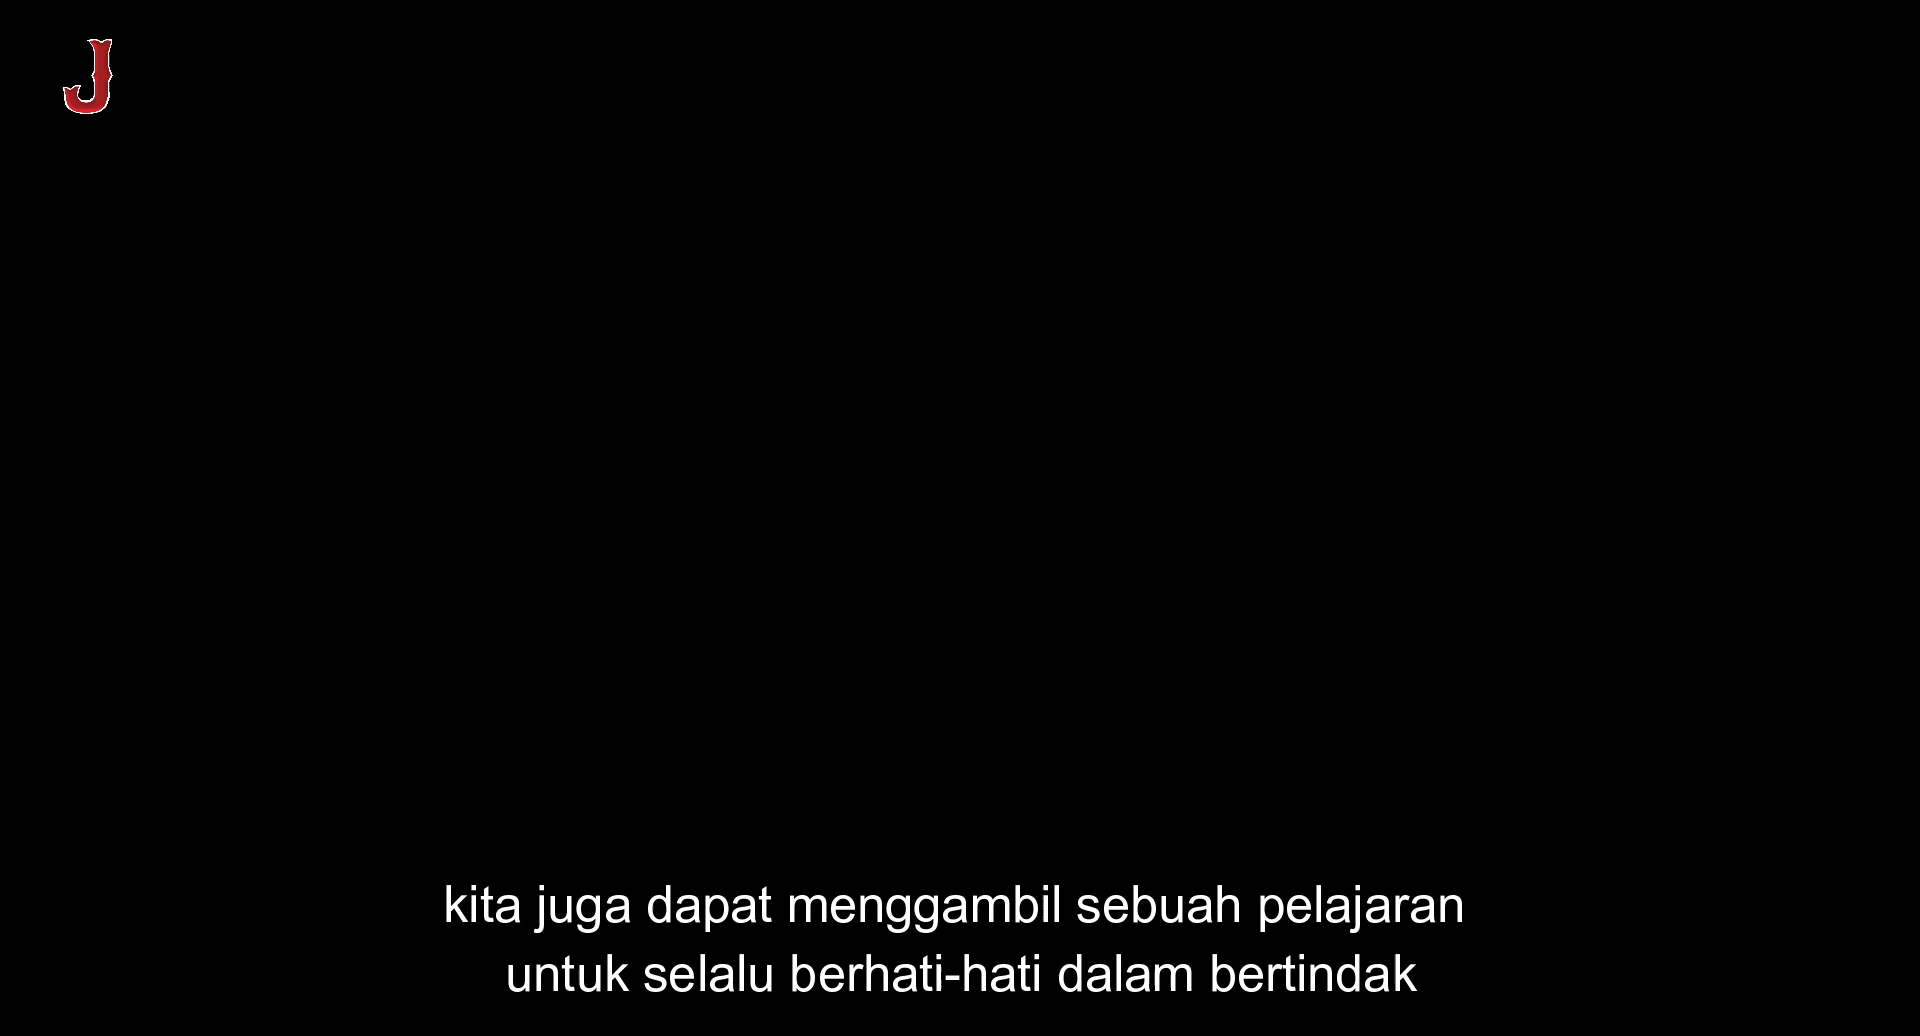 J
kita juga dapat menggambil sebuah pelajaran
untuk selalu berhati-hati dalam bertindak